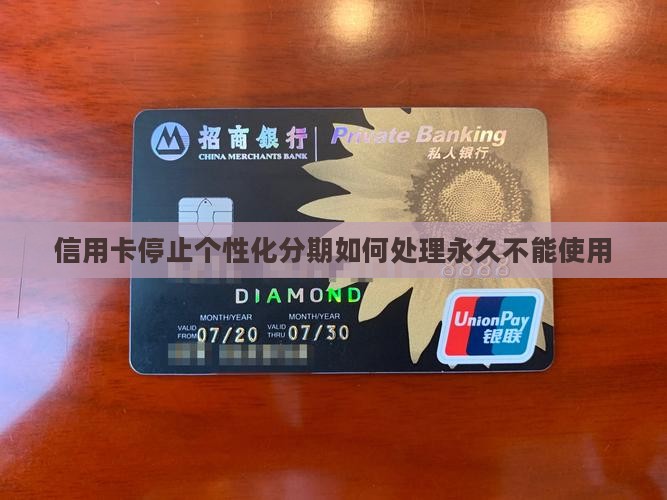 招商银行
CHINA MERCHANTS BANK
Private Banking
私人银行
信用卡停止个性化分期如何处理永久不能使用
DIAMOND
MONTH/YEAR MONTH/YEAR
VALID FROM 07/20 VALID THRU 07/30
UnionPay
银联